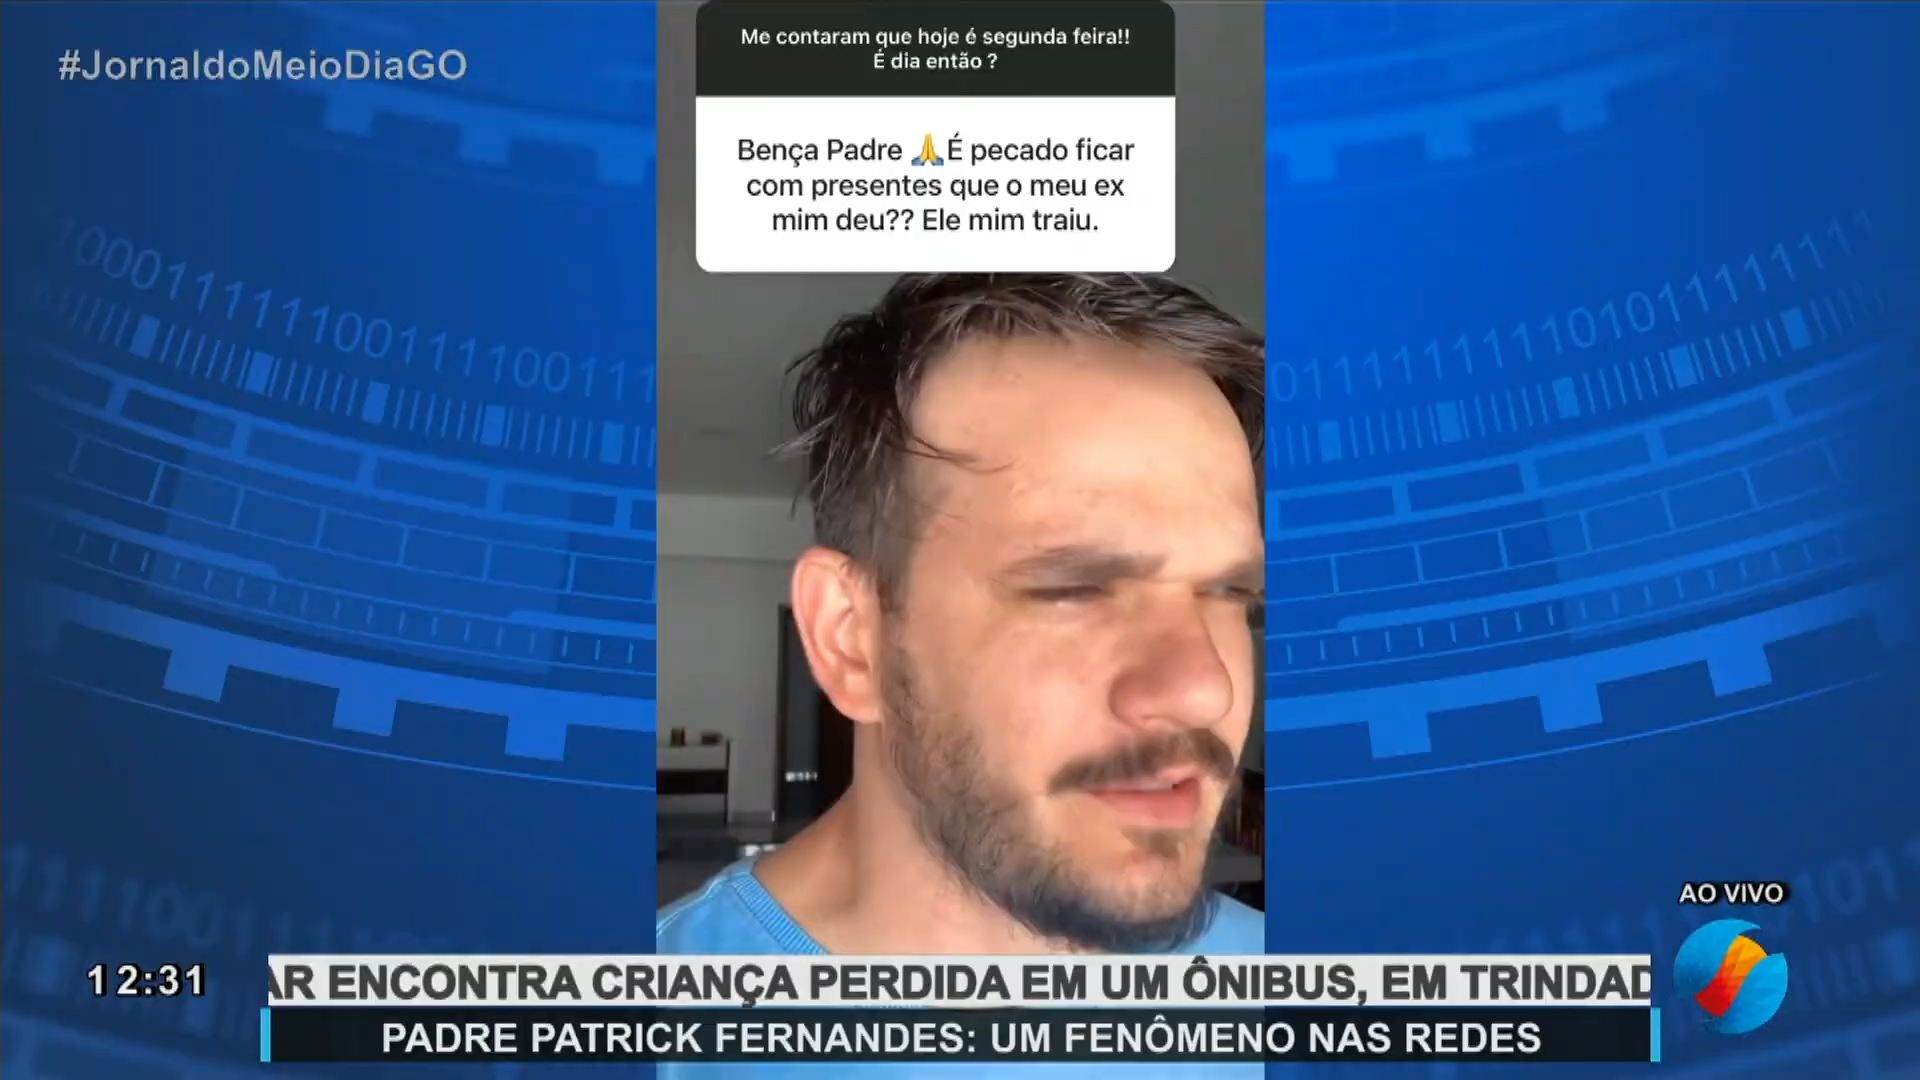 #JornaldoMeioDiaGO
Me contaram que hoje é segunda feira!!
É dia então ?
Bença Padre 🙏É pecado ficar
com presentes que o meu ex
mim deu?? Ele mim traiu.
AO VIVO
12:31
AR ENCONTRA CRIANÇA PERDIDA EM UM ÔNIBUS, EM TRINDAD
PADRE PATRICK FERNANDES: UM FENÔMENO NAS REDES